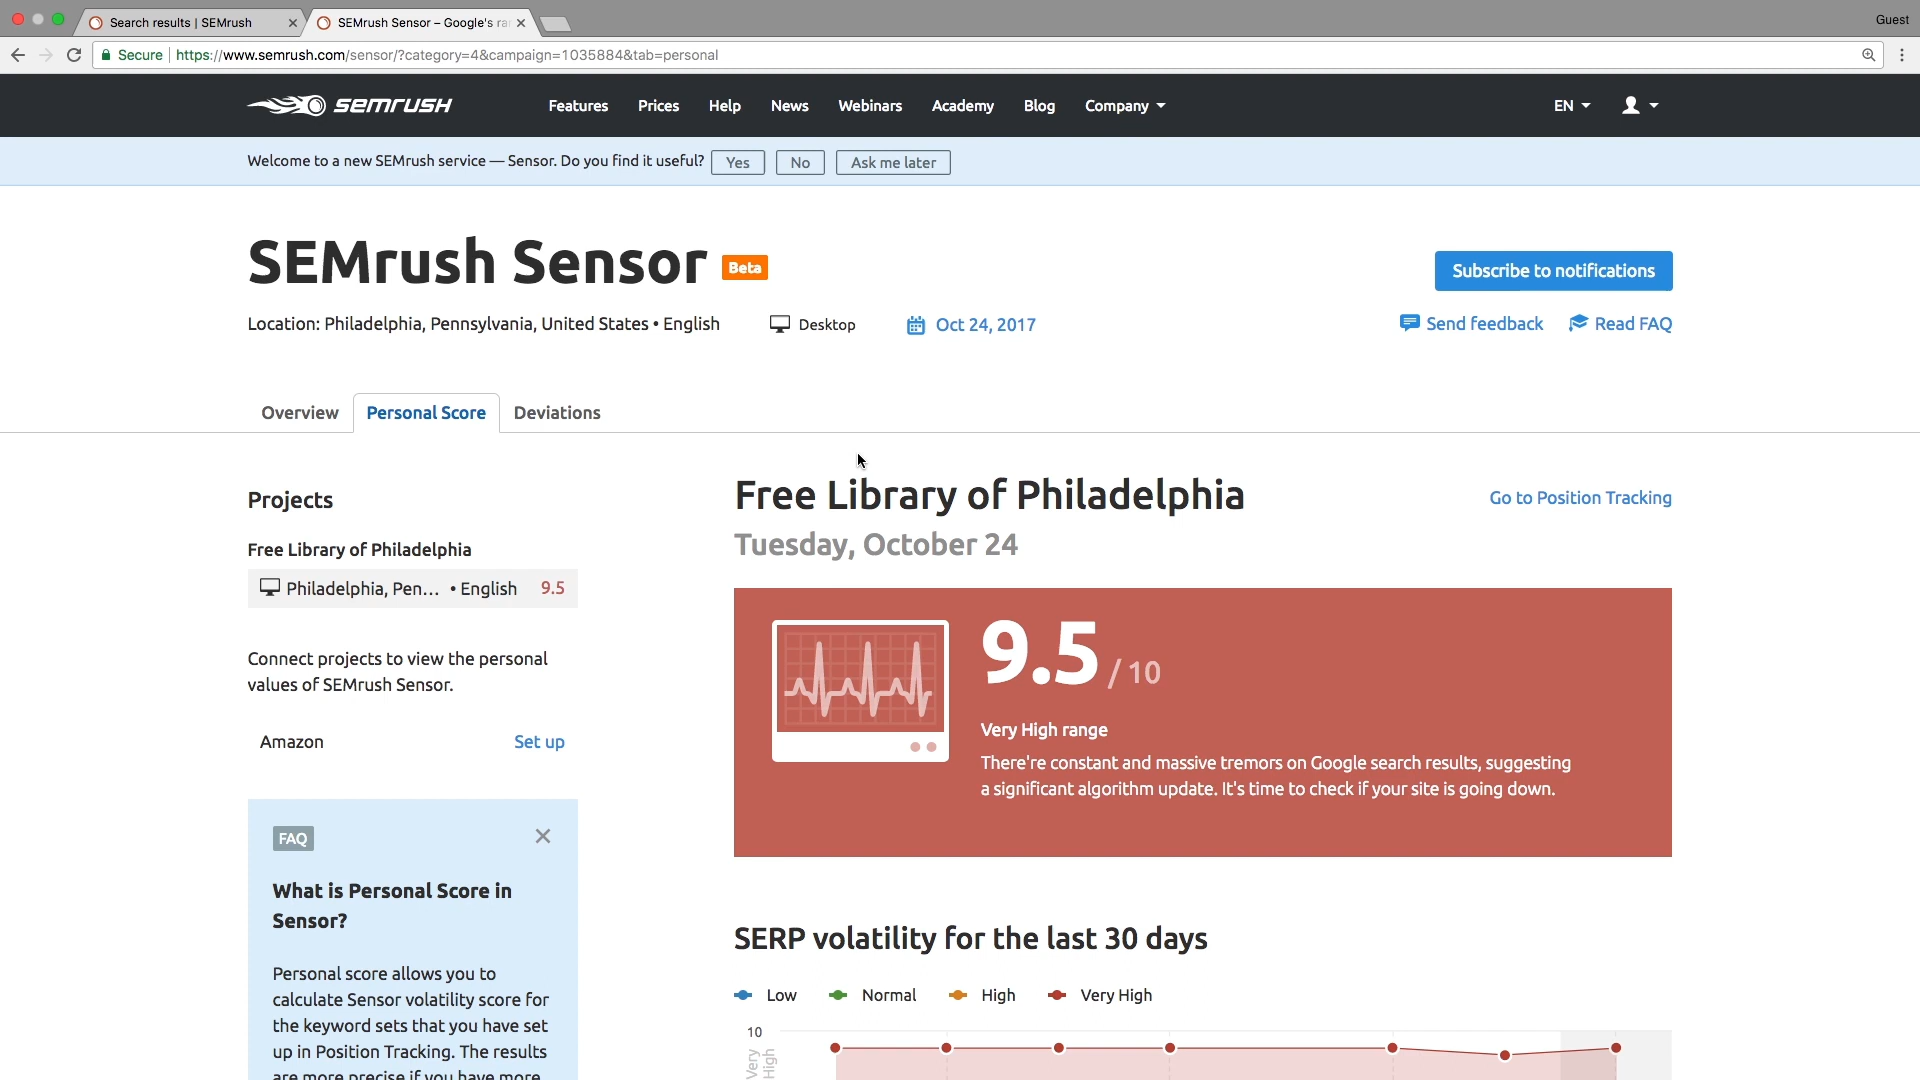 Search results | SEMrush
SEMrush Sensor – Google's ra
Guest
Secure https://www.semrush.com/sensor/?category=4&campaign=1035884&tab=personal
semrush
Features Prices Help News Webinars Academy Blog Company
EN
Welcome to a new SEMrush service — Sensor. Do you find it useful? Yes No Ask me later
SEMrush Sensor Beta
Subscribe to notifications
Location: Philadelphia, Pennsylvania, United States • English Desktop Oct 24, 2017
Send feedback Read FAQ
Overview Personal Score Deviations
Projects
Free Library of Philadelphia
Philadelphia, Pen... • English 9.5
Connect projects to view the personal
values of SEMrush Sensor.
Amazon Set up
FAQ
What is Personal Score in
Sensor?
Personal score allows you to
calculate Sensor volatility score for
the keyword sets that you have set
up in Position Tracking. The results
are more precise if you have more
Free Library of Philadelphia
Go to Position Tracking
Tuesday, October 24
9.5 / 10
Very High range
There're constant and massive tremors on Google search results, suggesting
a significant algorithm update. It's time to check if your site is going down.
SERP volatility for the last 30 days
Low Normal High Very High
10
Very
High